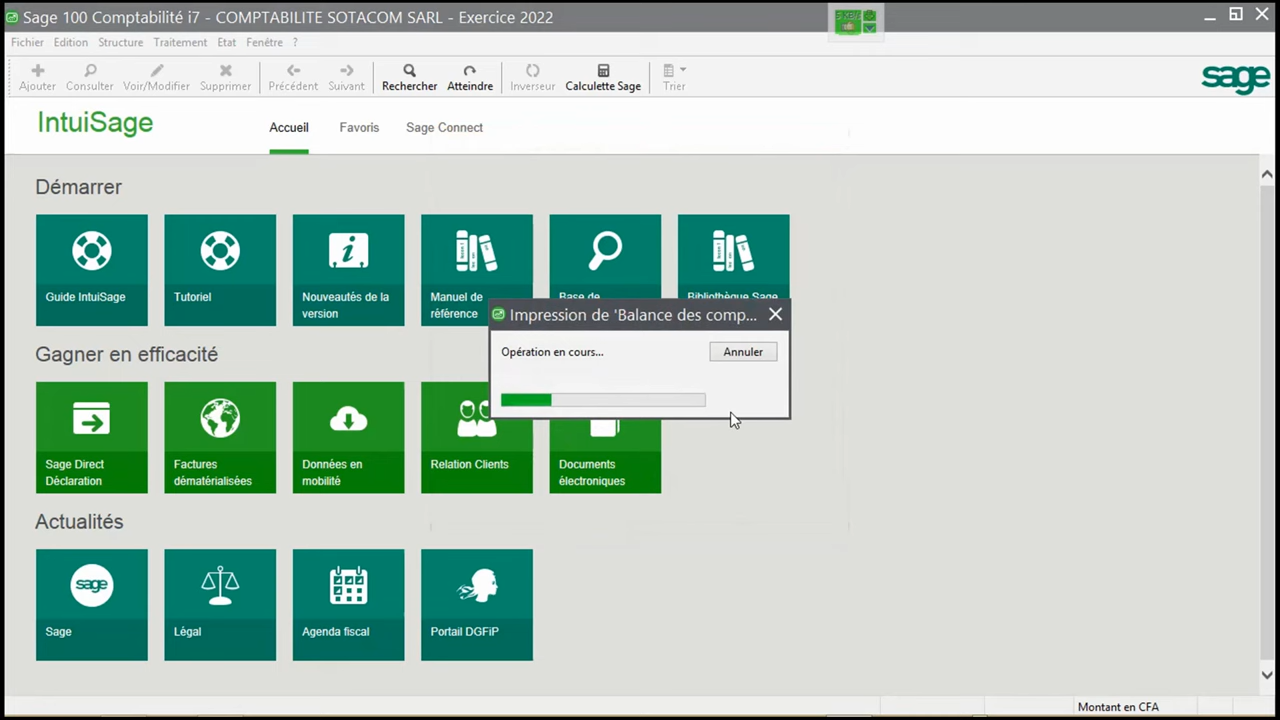 Sage 100 Comptabilité i7 - COMPTABILITE SOTACOM SARL - Exercice 2022
Fichier Edition Structure Traitement Etat Fenêtre ?
Ajouter Consulter Voir/Modifier Supprimer Précédent Suivant Rechercher Atteindre Inverseur Calculette Sage Trier
sage
IntuiSage
Accueil Favoris Sage Connect
Démarrer
Guide IntuiSage
Tutoriel
Nouveautés de la
version
Manuel de
référence
Base de
Bibliothèque Sage
Impression de 'Balance des comp...
Opération en cours...
Annuler
Gagner en efficacité
Sage Direct
Déclaration
Factures
dématérialisées
Données en
mobilité
Relation Clients
Documents
électroniques
Actualités
sage
Sage
Légal
Agenda fiscal
Portail DGFiP
Montant en CFA